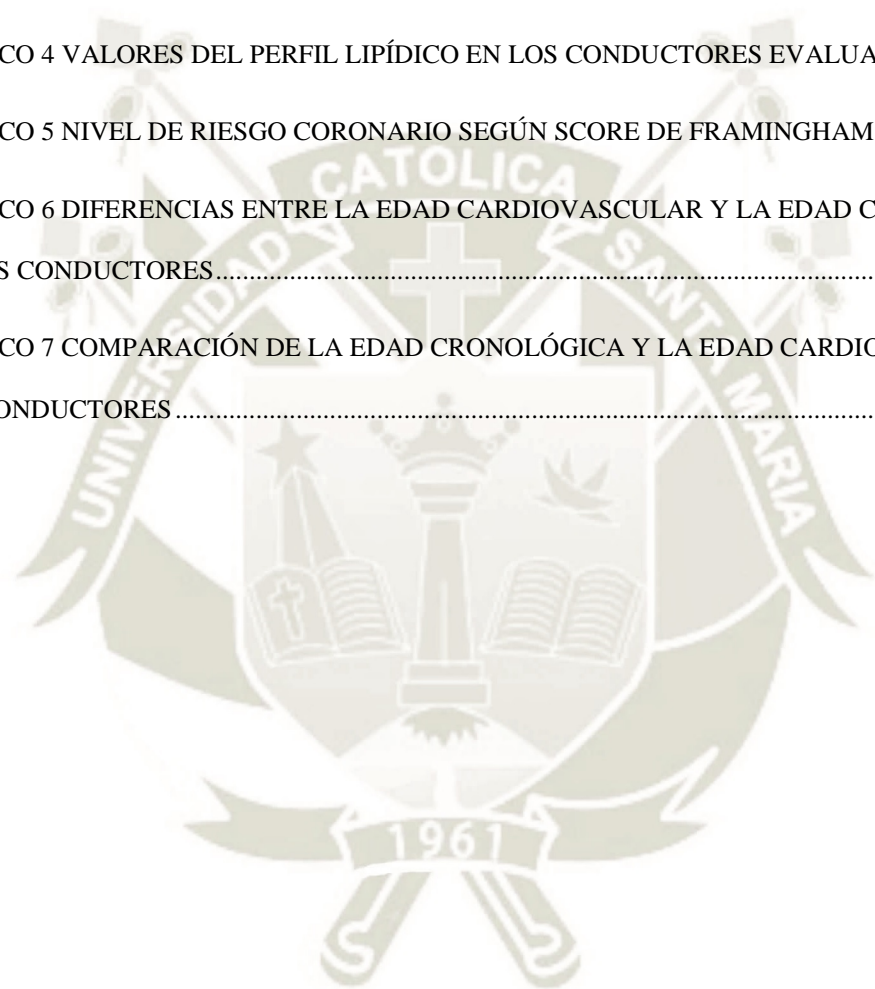 CO 4 VALORES DEL PERFIL LIPÍDICO EN LOS CONDUCTORES EVALUA
CO 5 NIVEL DE RIESGO CORONARIO SEGÚN SCORE DE FRAMINGHAM
CO 6 DIFERENCIAS ENTRE LA EDAD CARDIOVASCULAR Y LA EDAD C
S CONDUCTORES................................................................................................
CO 7 COMPARACIÓN DE LA EDAD CRONOLÓGICA Y LA EDAD CARDIO
ONDUCTORES......................................................................................................
UNIVERSIDAD CATOLICA SANTA MARIA
1961